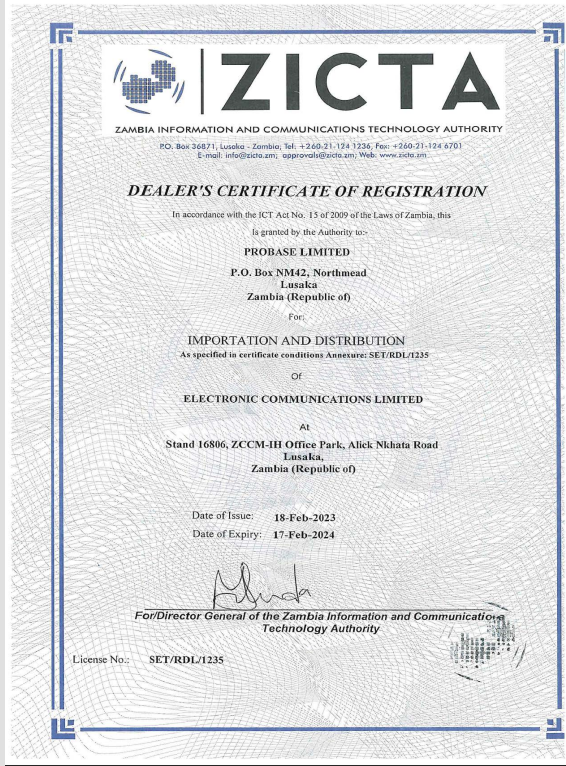 ZICTA
ZAMBIA INFORMATION AND COMMUNICATIONS TECHNOLOGY AUTHORITY
P.O. Box 36871, Lusaka - Zambia; Tel: +260-21-124 1236, Fax: +260-21-124 6701
E-mail: info@zicta.zm; approvals@zicta.zm; Web: www.zicta.zm
DEALER'S CERTIFICATE OF REGISTRATION
In accordance with the ICT Act No. 15 of 2009 of the Laws of Zambia, this
Is granted by the Authority to:-
PROBASE LIMITED
P.O. Box NM42, Northmead
Lusaka
Zambia (Republic of)
For:
IMPORTATION AND DISTRIBUTION
As specified in certificate conditions Annexure: SET/RDL/1235
Of
ELECTRONIC COMMUNICATIONS LIMITED
At
Stand 16806, ZCCM-IH Office Park, Alick Nkhata Road
Lusaka,
Zambia (Republic of)
Date of Issue: 18-Feb-2023
Date of Expiry: 17-Feb-2024
For/Director General of the Zambia Information and Communications
Technology Authority
License No.: SET/RDL/1235